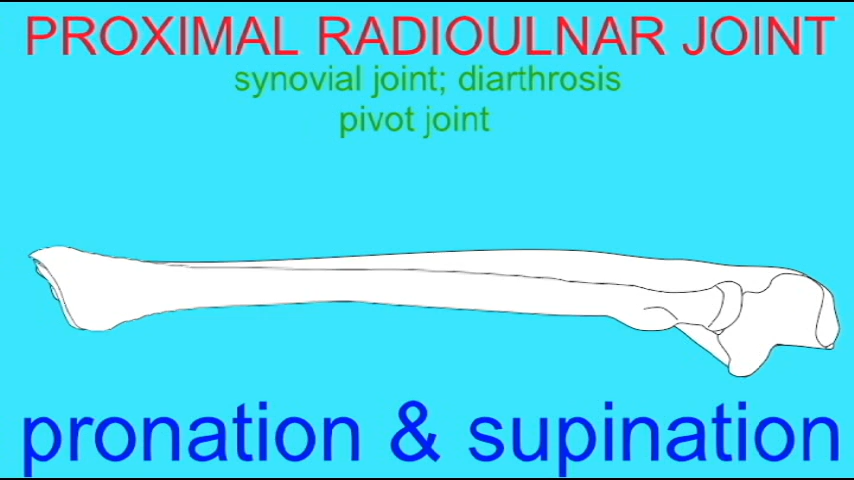 PROXIMAL RADIOULNAR JOINT
synovial joint; diarthrosis
pivot joint
pronation & supination